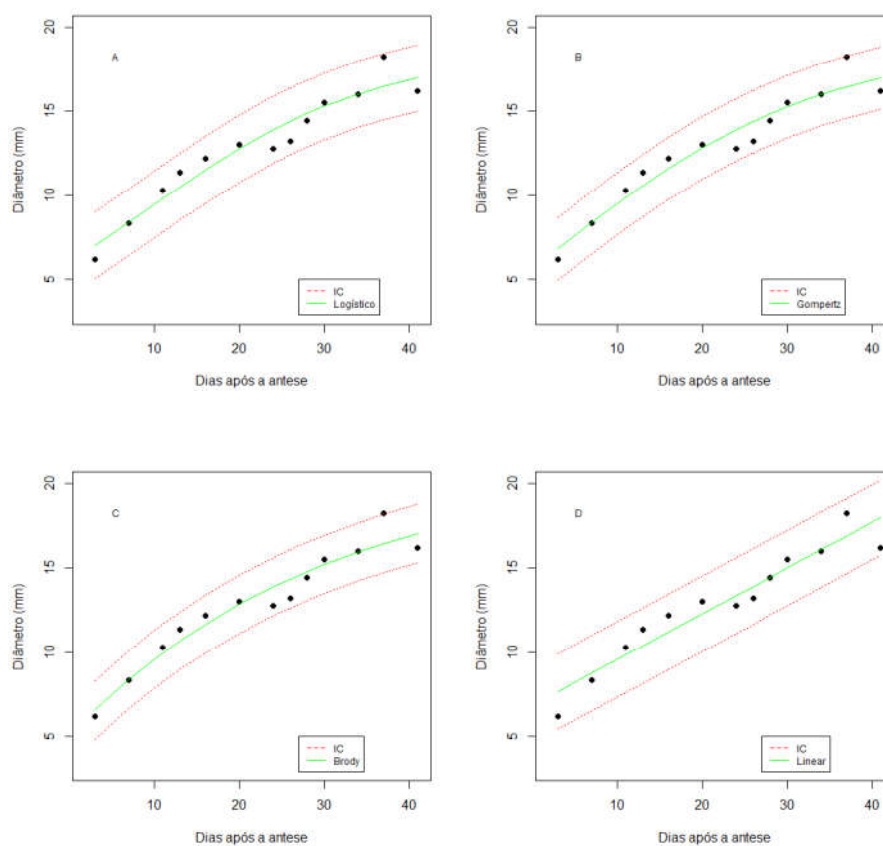 A
Diâmetro (mm)
20
15
10
5
IC
Logístico
10 20 30 40
Dias após a antese
B
Diâmetro (mm)
20
15
10
5
IC
Gompertz
10 20 30 40
Dias após a antese
C
Diâmetro (mm)
20
15
10
5
IC
Brody
10 20 30 40
Dias após a antese
D
Diâmetro (mm)
20
15
10
5
IC
Linear
10 20 30 40
Dias após a antese